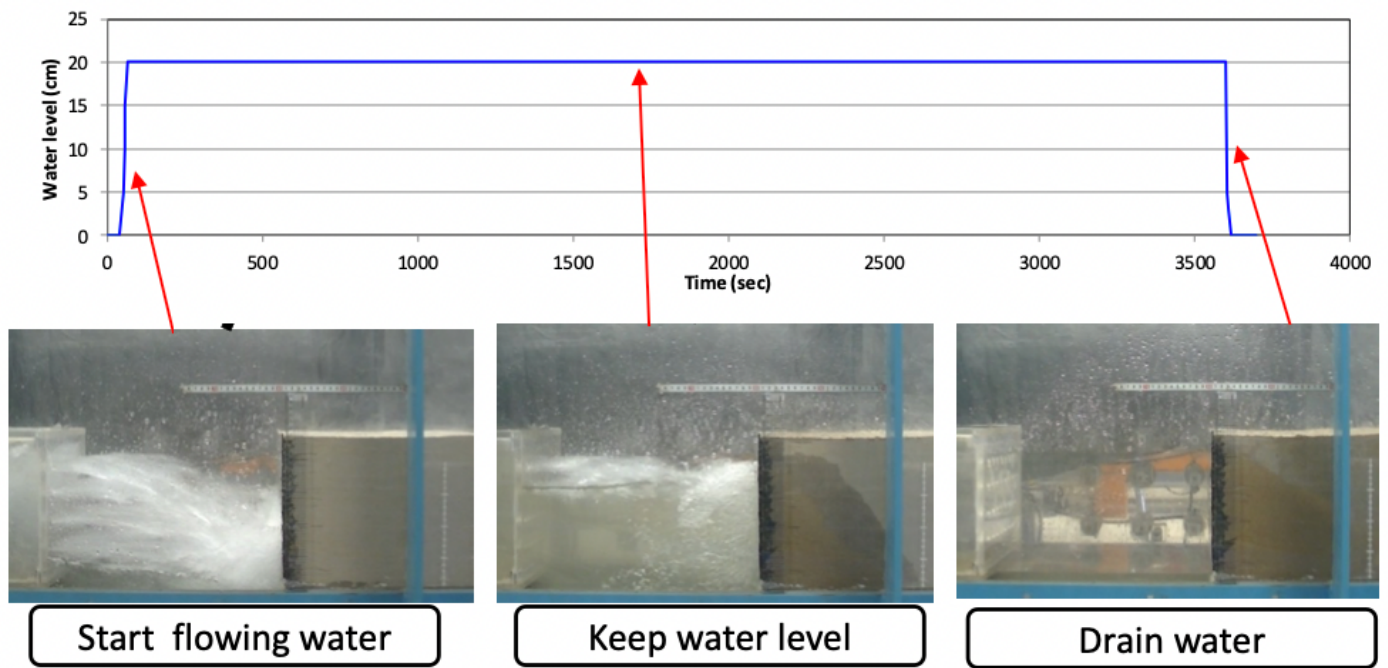 25
20
15
10
5
0
Water level (cm)
0 500 1000 1500 2000 2500 3000 3500 4000
Time (sec)
Start flowing water
Keep water level
Drain water